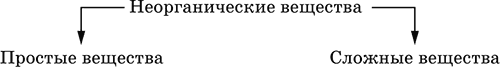 Неорганические вещества
Простые вещества
Сложные вещества